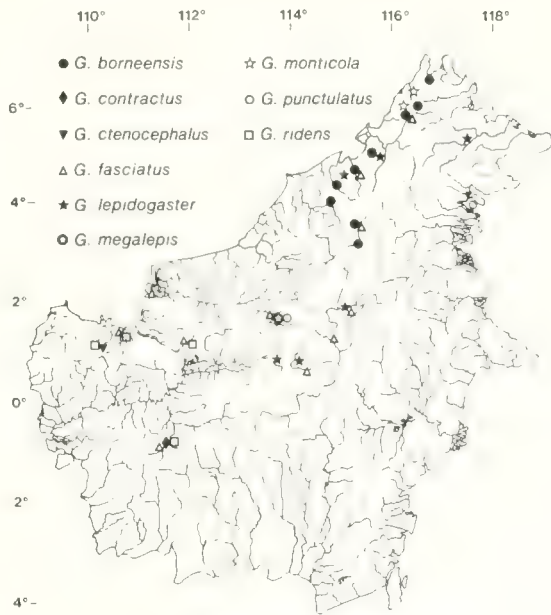 110° 112° 114° 116° 118°
G. borneensis
G. contractus
G. ctenocephalus
G. fasciatus
G. lepidogaster
G. megalepis
G. monticola
G. punctulatus
G. ridens
6°
4°
2°
0°
2°
4°